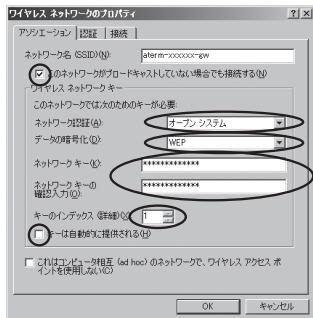 ワイヤレス ネットワークのプロパティ
アソシエーション 認証 接続
ネットワーク名 (SSID)(N): aterm-xxxxxx-gw
このネットワークがブロードキャストしていない場合でも接続する(N)
ワイヤレス ネットワーク キー
このネットワークでは次のためのキーが必要:
ネットワーク認証(A): オープン システム
データの暗号化(D): WEP
ネットワーク キー(K): *************
ネットワーク キーの
確認入力(O): *************
キーのインデックス (詳細)(X): 1
キーは自動的に提供される(H)
これはコンピュータ相互 (ad hoc) のネットワークで、ワイヤレス アクセス ポ
イントを使用しない(C)
OK キャンセル